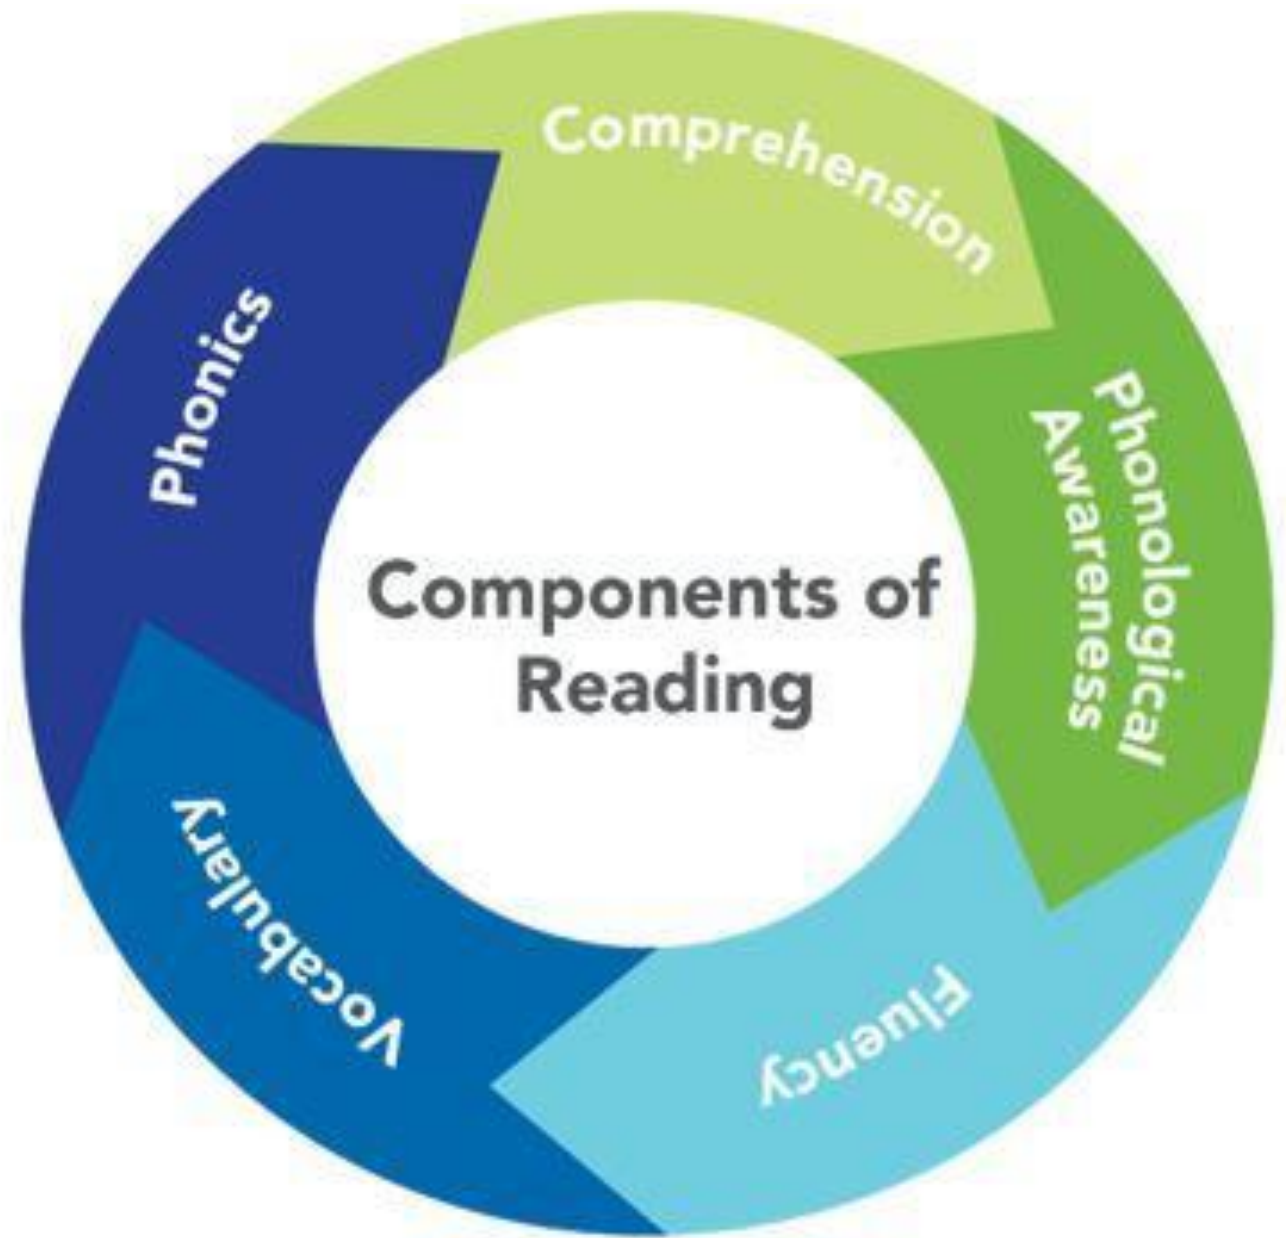 Comprehension
Phonological
Awareness
Fluency
Vocabulary
Phonics
Components of
Reading